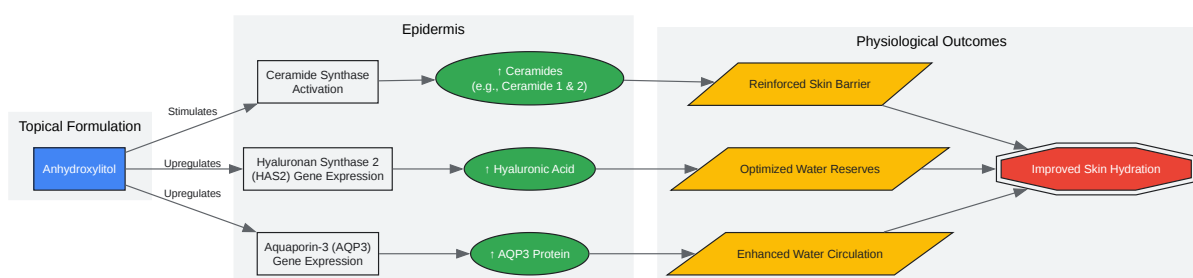 Epidermis
Physiological Outcomes
Topical Formulation
Anhydroxylitol
Stimulates
Upregulates
Upregulates
Ceramide Synthase
Activation
↑ Ceramides
(e.g., Ceramide 1 & 2)
Reinforced Skin Barrier
Hyaluronan Synthase 2
(HAS2) Gene Expression
↑ Hyaluronic Acid
Optimized Water Reserves
Improved Skin Hydration
Aquaporin-3 (AQP3)
Gene Expression
↑ AQP3 Protein
Enhanced Water Circulation